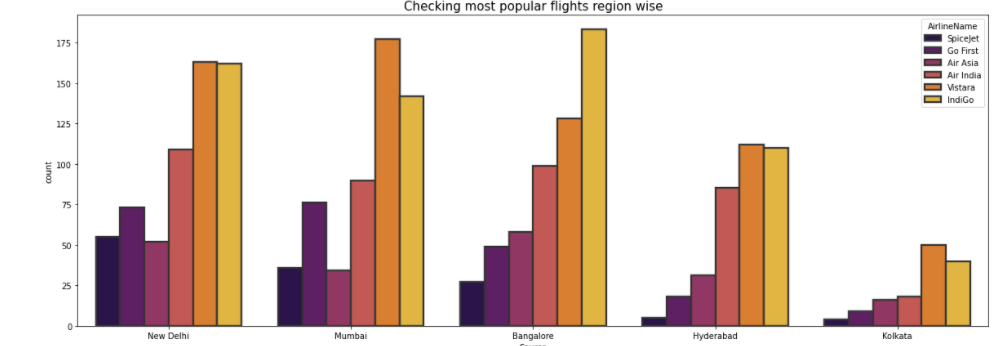 Checking most popular flights region wise
AirlineName
SpiceJet
Go First
Air Asia
Air India
Vistara
IndiGo
count
175
150
125
100
75
50
25
0
New Delhi
Mumbai
Bangalore
Hyderabad
Kolkata